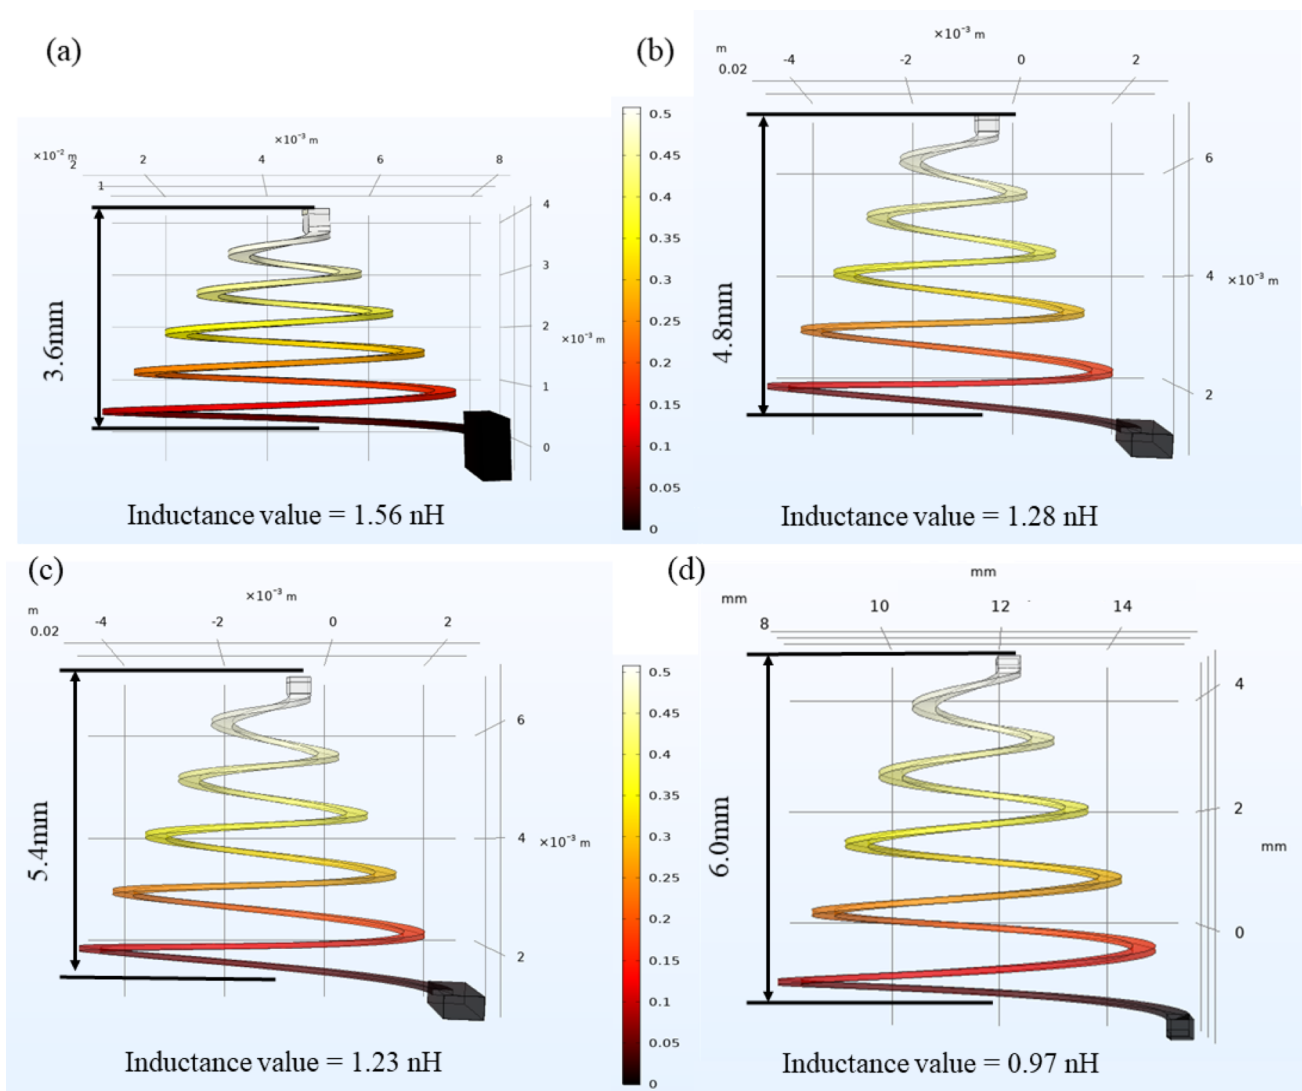 (a)
×10⁻³ m
×10⁻² m
2
2
4
6
8
1
4
3
2
×10⁻³ m
1
0
3.6mm
Inductance value = 1.56 nH
0.5
0.45
0.4
0.35
0.3
0.25
0.2
0.15
0.1
0.05
0
(b)
×10⁻³ m
m
0.02
-4
-2
0
2
6
4
×10⁻³ m
2
4.8mm
Inductance value = 1.28 nH
(c)
×10⁻³ m
m
0.02
-4
-2
0
2
6
4
×10⁻³ m
2
5.4mm
Inductance value = 1.23 nH
0.5
0.45
0.4
0.35
0.3
0.25
0.2
0.15
0.1
0.05
0
(d)
mm
mm
8
10
12
14
4
2
mm
0
6.0mm
Inductance value = 0.97 nH